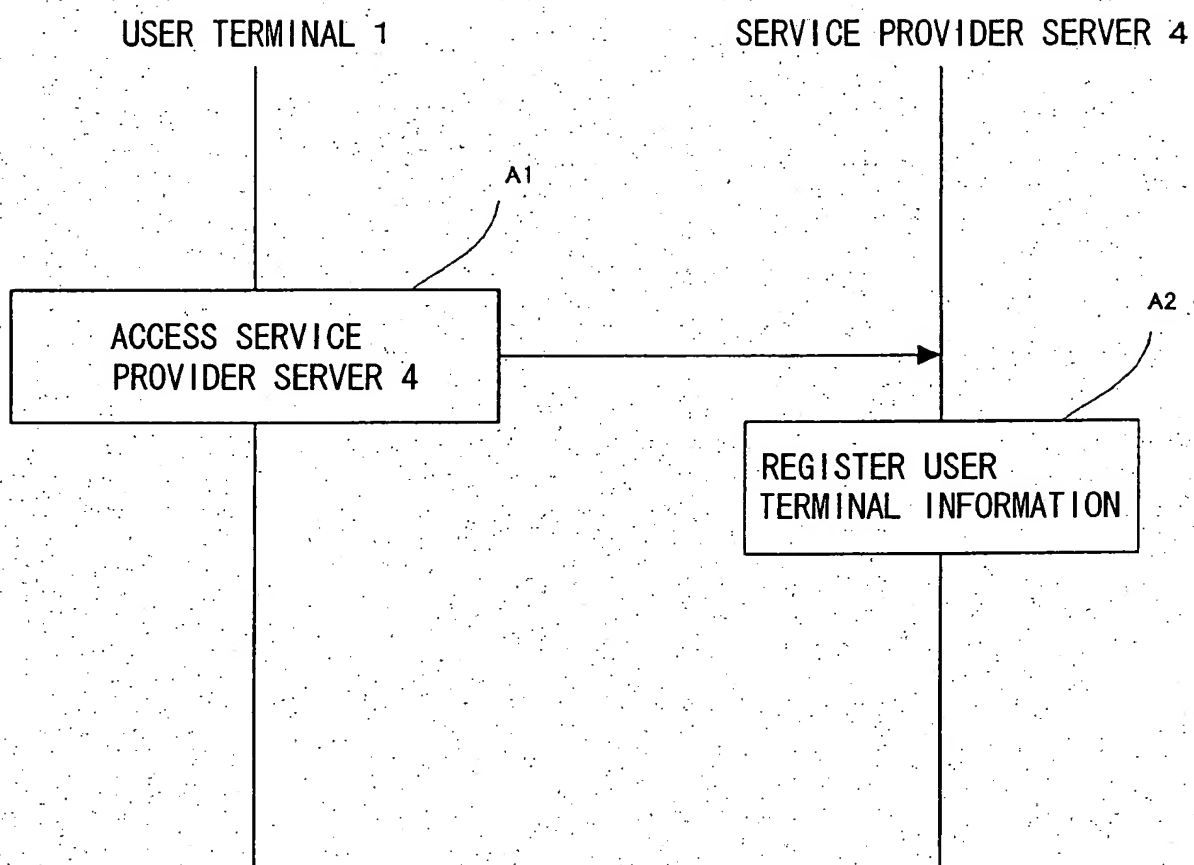 USER TERMINAL 1
SERVICE PROVIDER SERVER 4
A1
ACCESS SERVICE
PROVIDER SERVER 4
A2
REGISTER USER
TERMINAL INFORMATION